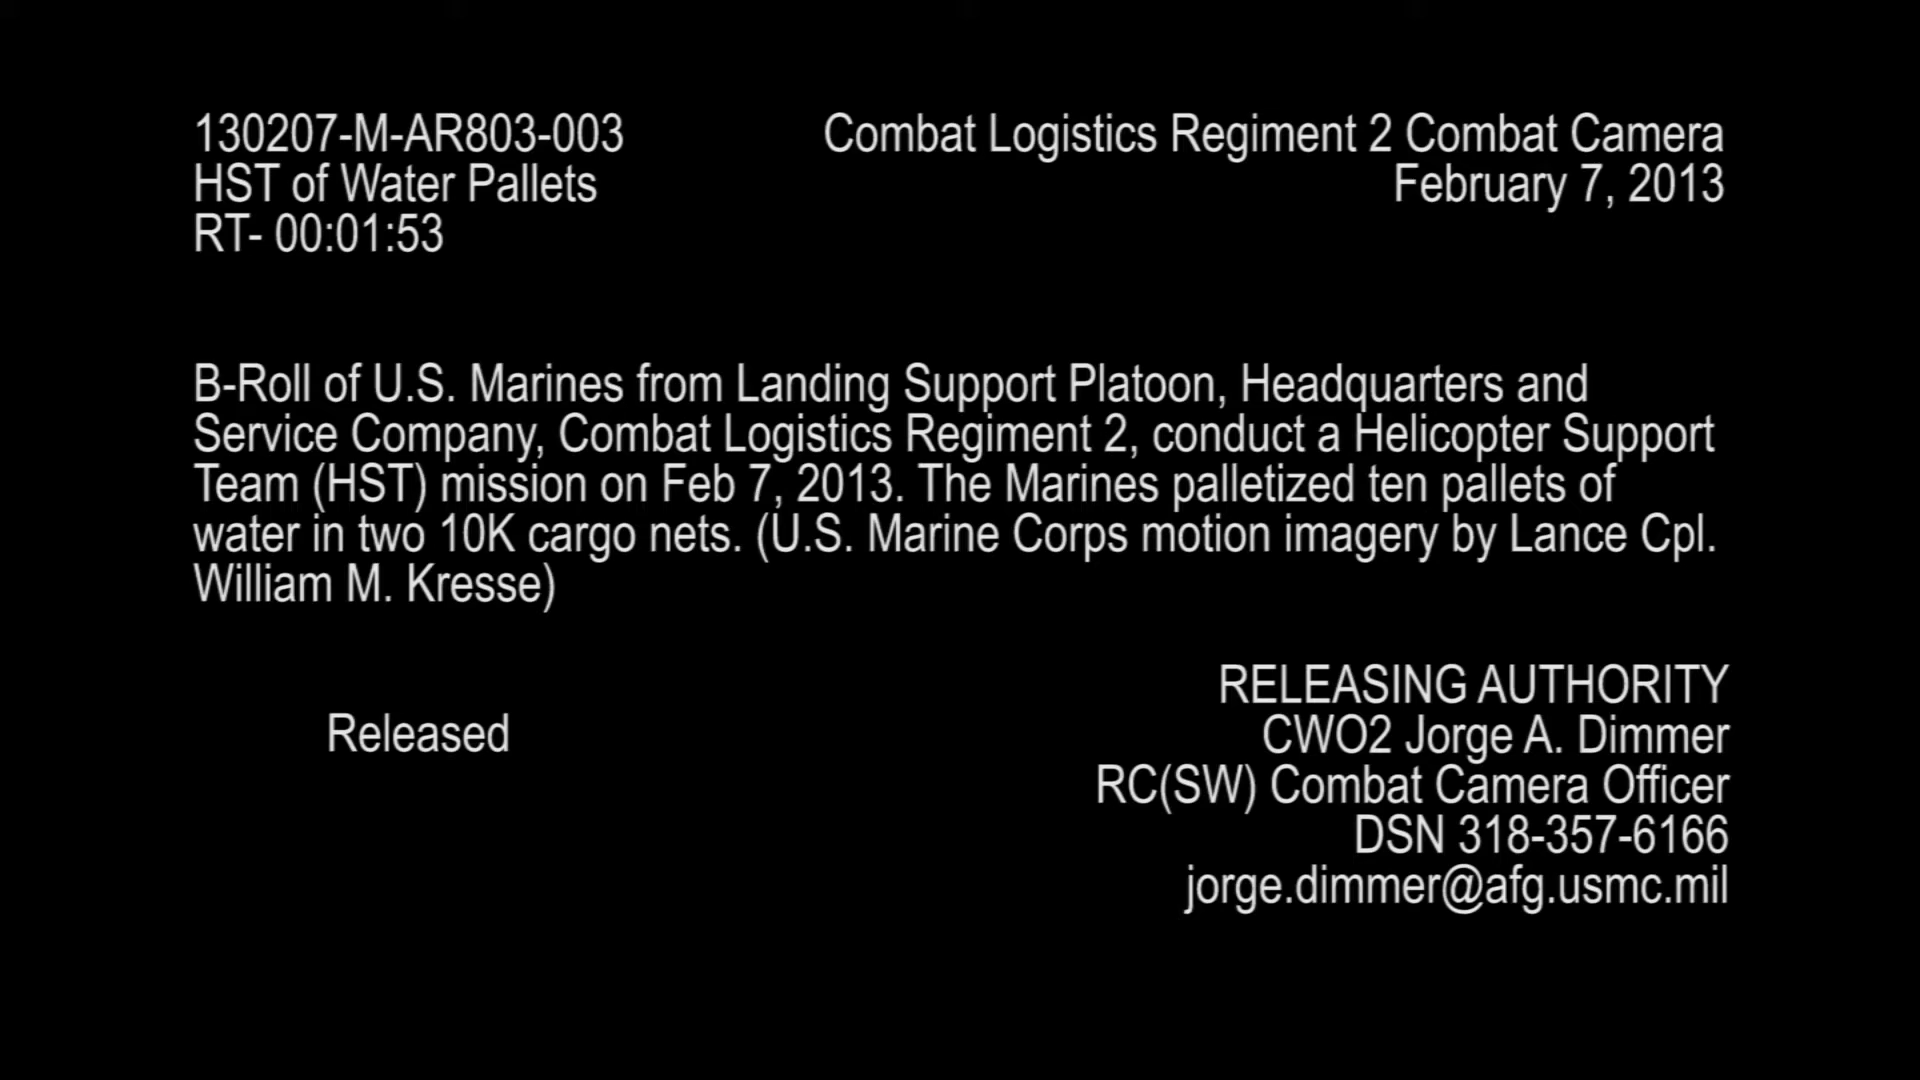 130207-M-AR803-003
HST of Water Pallets
RT- 00:01:53
Combat Logistics Regiment 2 Combat Camera
February 7, 2013
B-Roll of U.S. Marines from Landing Support Platoon, Headquarters and
Service Company, Combat Logistics Regiment 2, conduct a Helicopter Support
Team (HST) mission on Feb 7, 2013. The Marines palletized ten pallets of
water in two 10K cargo nets. (U.S. Marine Corps motion imagery by Lance Cpl.
William M. Kresse)
Released
RELEASING AUTHORITY
CWO2 Jorge A. Dimmer
RC(SW) Combat Camera Officer
DSN 318-357-6166
jorge.dimmer@afg.usmc.mil